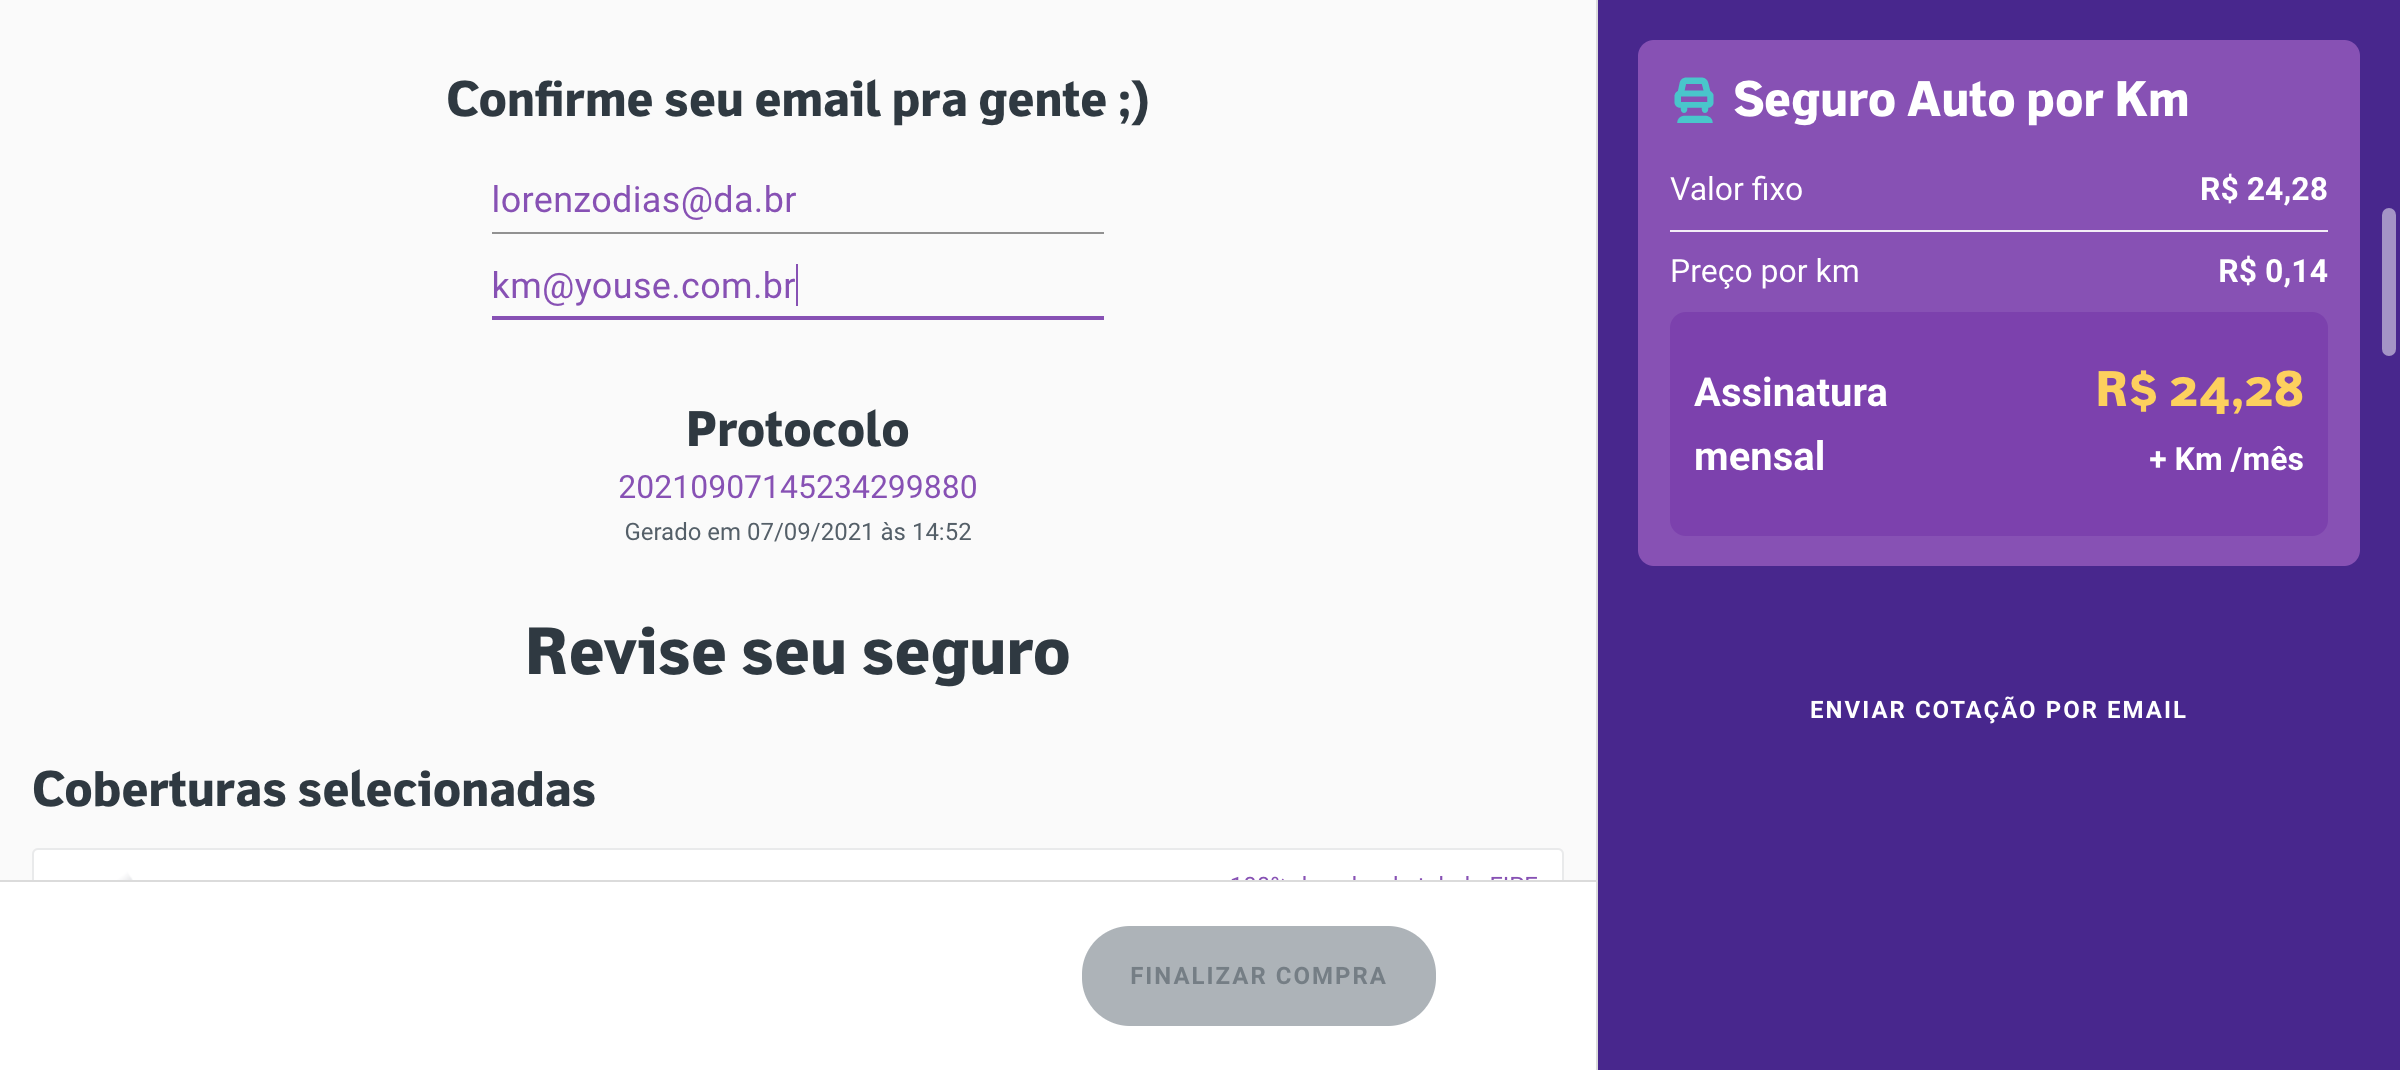 Confirme seu email pra gente ;)
lorenzodias@da.br
km@youse.com.br
Protocolo
20210907145234299880
Gerado em 07/09/2021 às 14:52
Revise seu seguro
Coberturas selecionadas
FINALIZAR COMPRA
Seguro Auto por Km
Valor fixo R$ 24,28
Preço por km R$ 0,14
Assinatura R$ 24,28
mensal + Km /mês
ENVIAR COTAÇÃO POR EMAIL